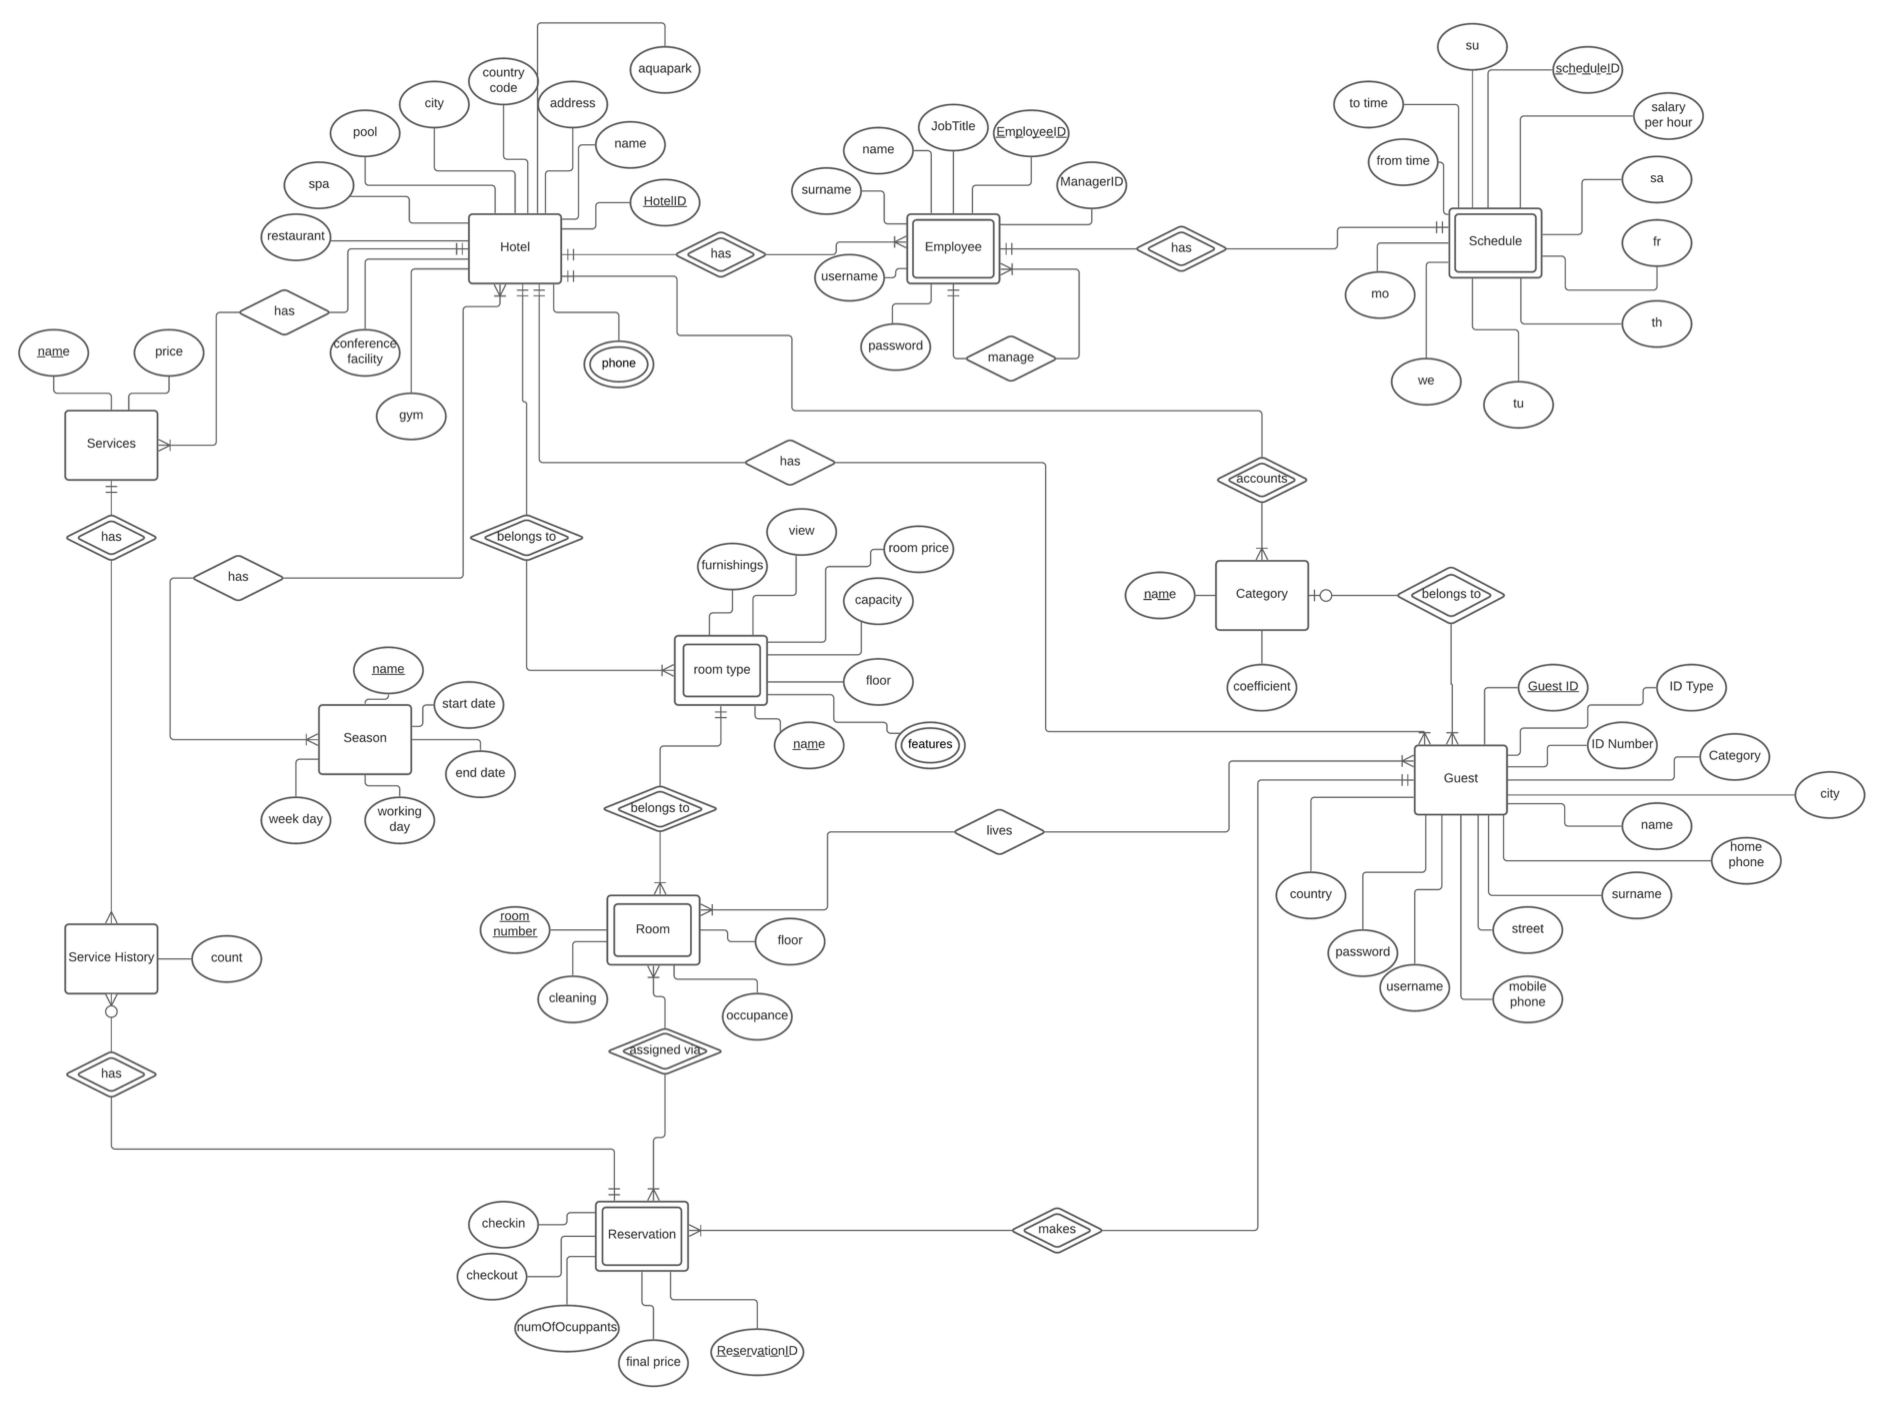 su
aquapark
scheduleID
country
code
city
address
to time
salary
per hour
pool
name
JobTitle
EmployeeID
name
from time
spa
surname
ManagerID
sa
HotelID
restaurant
Hotel
has
Employee
has
Schedule
fr
username
mo
has
conference
facility
phone
password
manage
th
name
price
we
tu
gym
Services
has
accounts
has
belongs to
view
furnishings
room price
has
capacity
name
Category
belongs to
name
room type
floor
coefficient
Guest ID
ID Type
start date
Season
name
features
ID Number
Category
end date
Guest
city
week day
working
day
belongs to
lives
name
home
phone
country
surname
room
number
Room
floor
street
password
Service History
count
cleaning
occupance
username
mobile
phone
has
assigned via
checkin
Reservation
makes
checkout
numOfOcuppants
final price
ReservationID